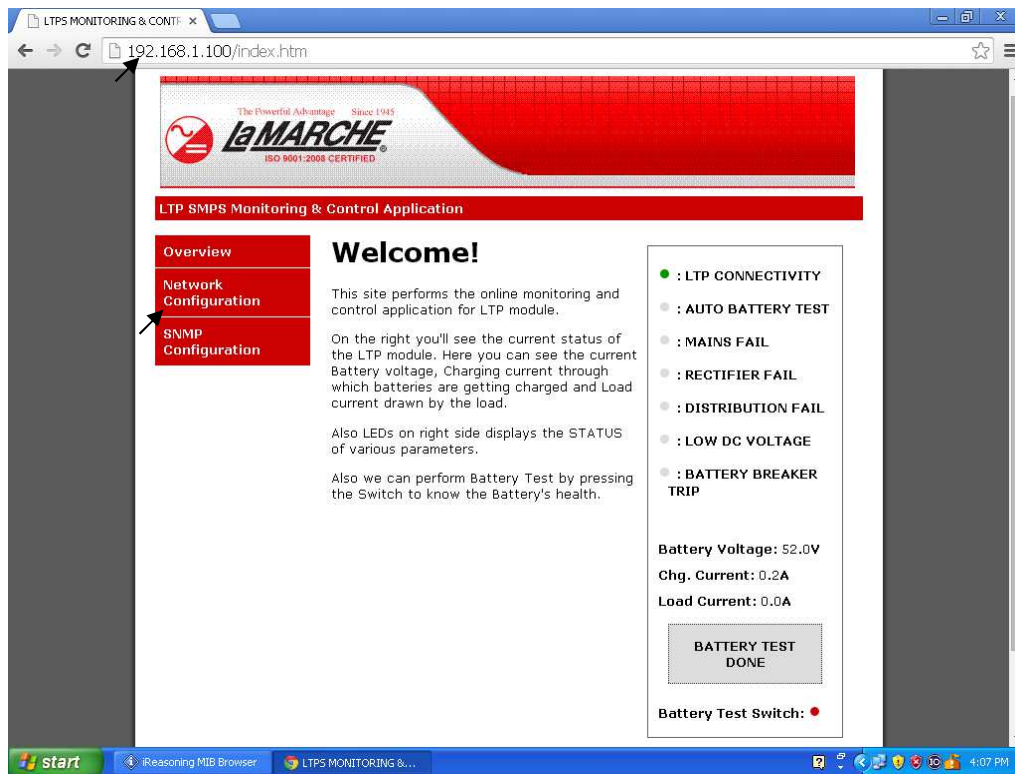 LTPS MONITORING & CONTR
192.168.1.100/index.htm
The Powerful Advantage Since 1945
LaMARCHE®
ISO 9001:2008 CERTIFIED
LTP SMPS Monitoring & Control Application
Overview
Network
Configuration
SNMP
Configuration
Welcome!
This site performs the online monitoring and
control application for LTP module.
On the right you'll see the current status of
the LTP module. Here you can see the current
Battery voltage, Charging current through
which batteries are getting charged and Load
current drawn by the load.
Also LEDs on right side displays the STATUS
of various parameters.
Also we can perform Battery Test by pressing
the Switch to know the Battery's health.
: LTP CONNECTIVITY
: AUTO BATTERY TEST
: MAINS FAIL
: RECTIFIER FAIL
: DISTRIBUTION FAIL
: LOW DC VOLTAGE
: BATTERY BREAKER
TRIP
Battery Voltage: 52.0V
Chg. Current: 0.2A
Load Current: 0.0A
BATTERY TEST
DONE
Battery Test Switch:
start
iReasoning MIB Browser
LTPS MONITORING &...
4:07 PM